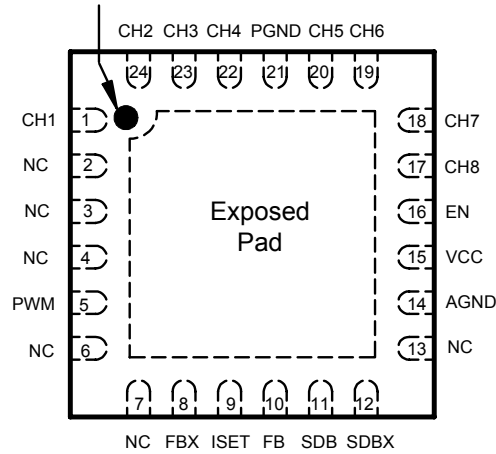 CH2 CH3 CH4 PGND CH5 CH6
24 23 22 21 20 19
CH1 1 18 CH7
NC 2 17 CH8
NC 3 16 EN
NC 4 15 VCC
PWM 5 14 AGND
NC 6 13 NC
Exposed
Pad
7 8 9 10 11 12
NC FBX ISET FB SDB SDBX